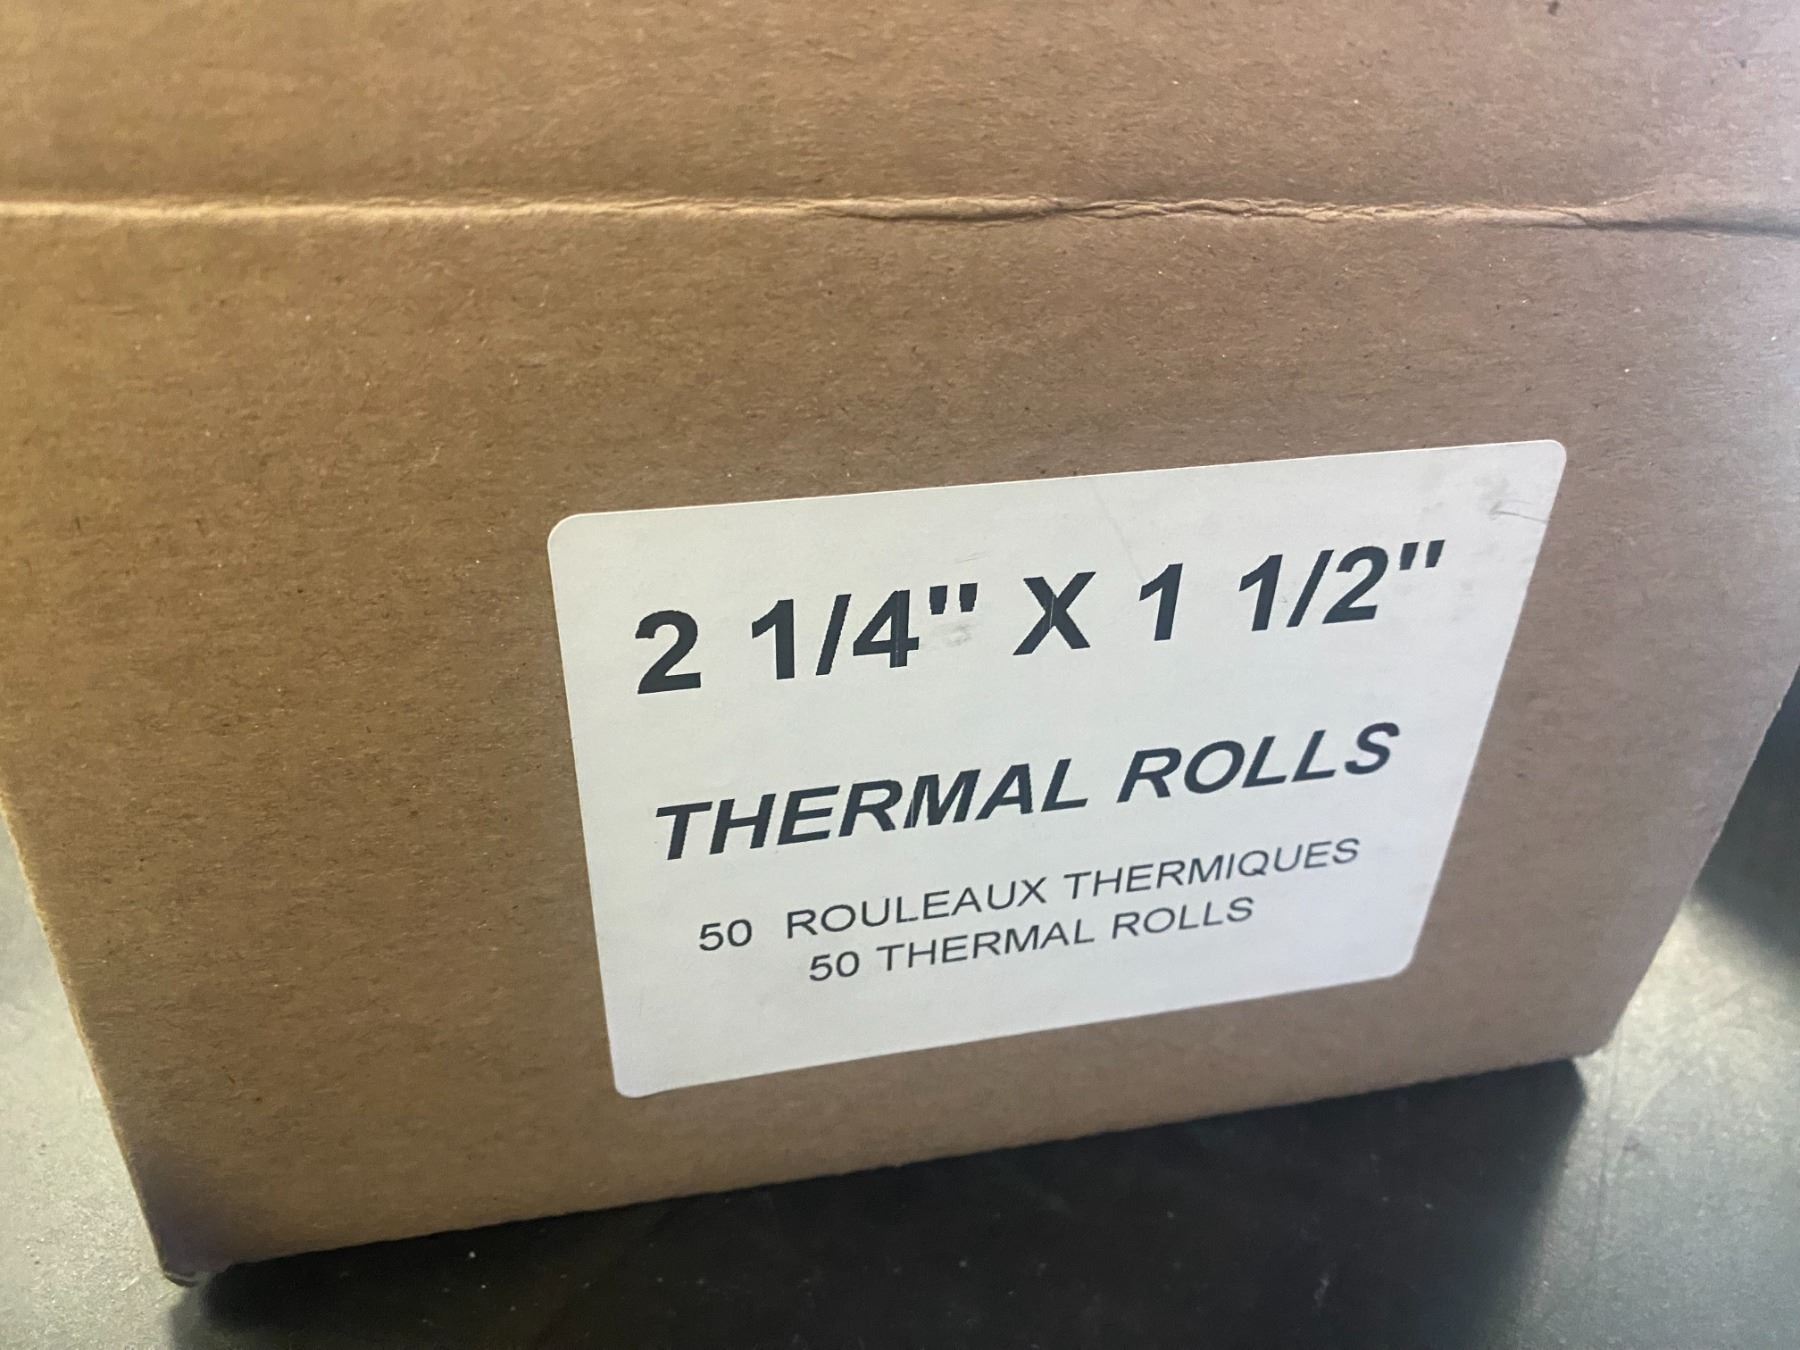 2 1/4" X 1 1/2"
THERMAL ROLLS
50 ROULEAUX THERMIQUES
50 THERMAL ROLLS